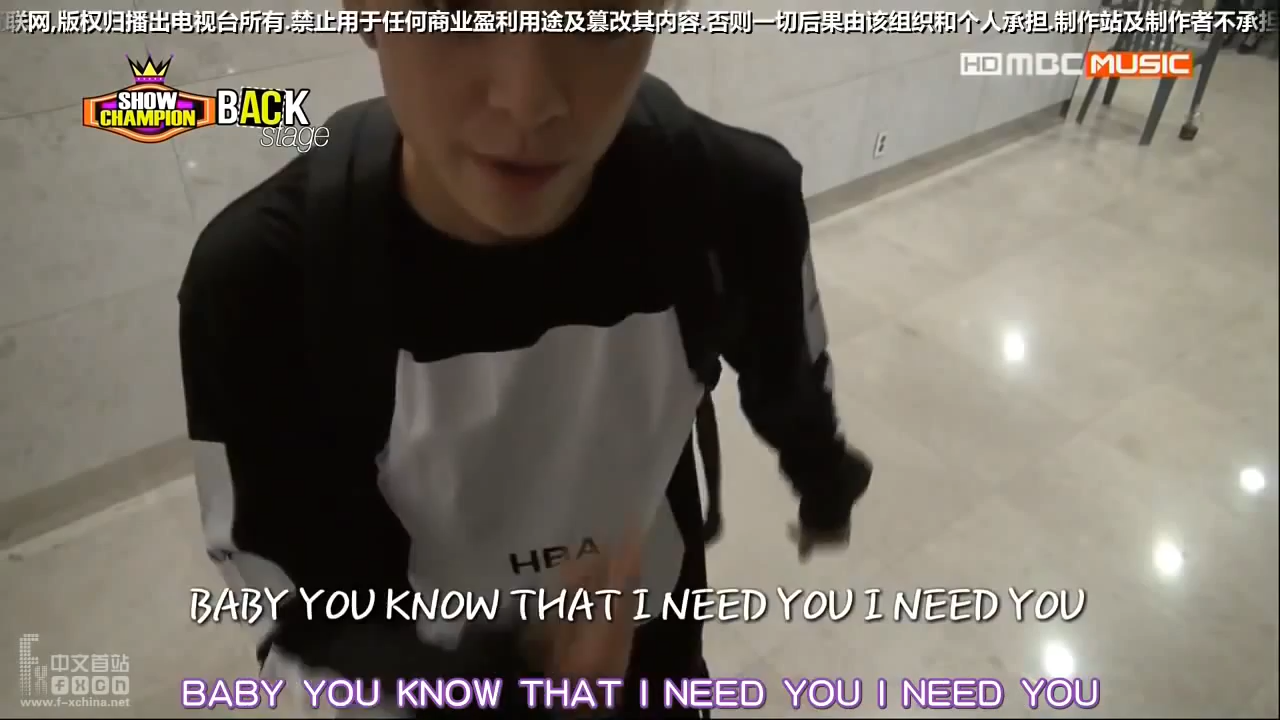 联网,版权归播出电视台所有.禁止用于任何商业盈利用途及篡改其内容.否则一切后果由该组织和个人承担.制作站及制作者不承担
HD MBC MUSIC
SHOW CHAMPION BACK stage
HBA
BABY YOU KNOW THAT I NEED YOU I NEED YOU
fx 中文首站
fxcn
www.f-xchina.net
BABY YOU KNOW THAT I NEED YOU I NEED YOU